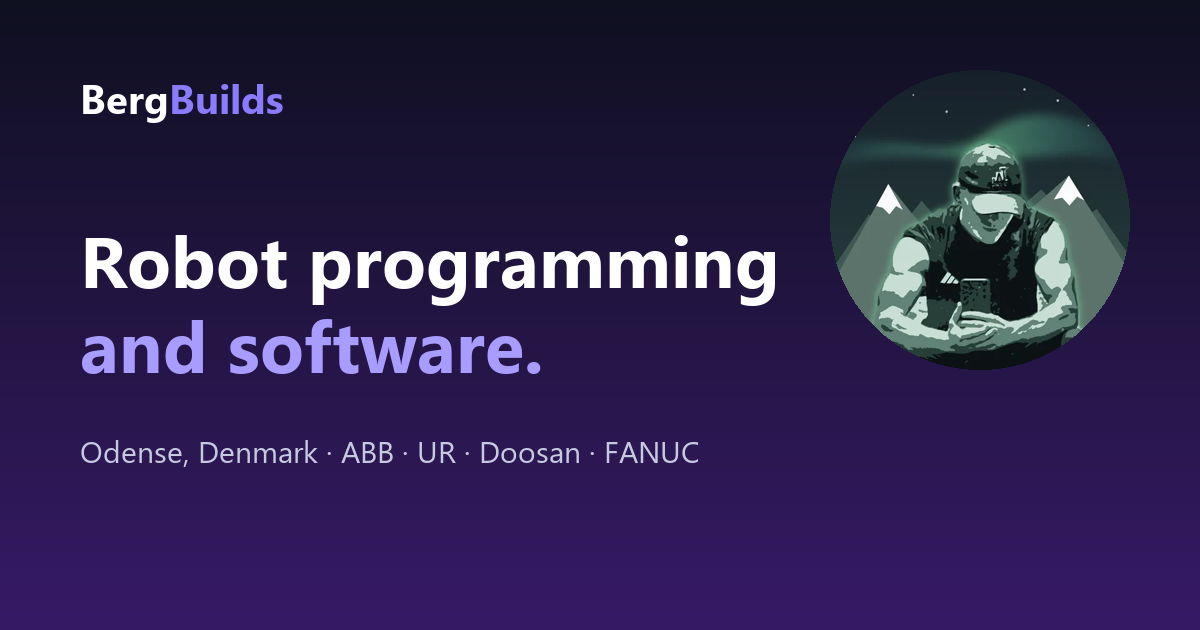 BergBuilds
Robot programming
and software.
Odense, Denmark · ABB · UR · Doosan · FANUC